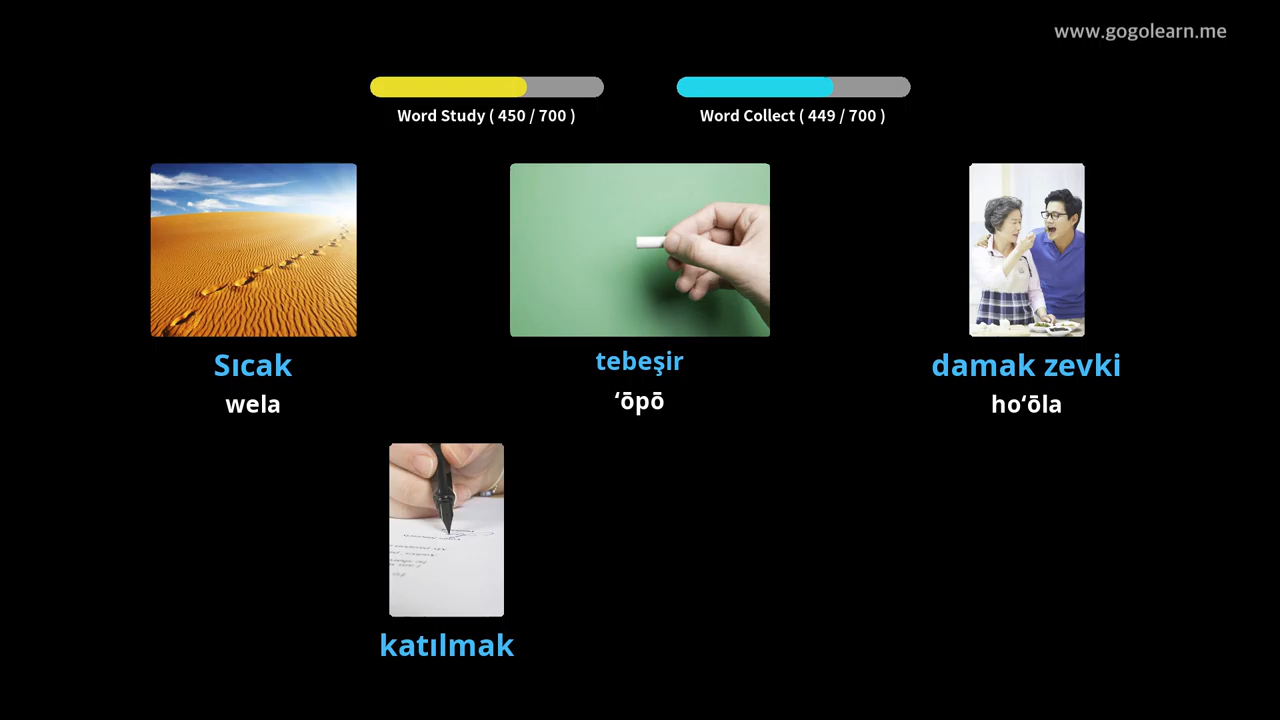 www.gogolearn.me
Word Study ( 450 / 700 )
Word Collect ( 449 / 700 )
Sıcak
wela
tebeşir
ʻōpō
damak zevki
hoʻōla
katılmak